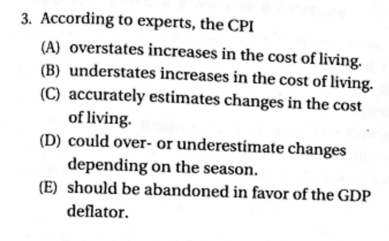 3. According to experts, the CPI
(A) overstates increases in the cost of living.
(B) understates increases in the cost of living.
(C) accurately estimates changes in the cost
of living.
(D) could over- or underestimate changes
depending on the season.
(E) should be abandoned in favor of the GDP
deflator.